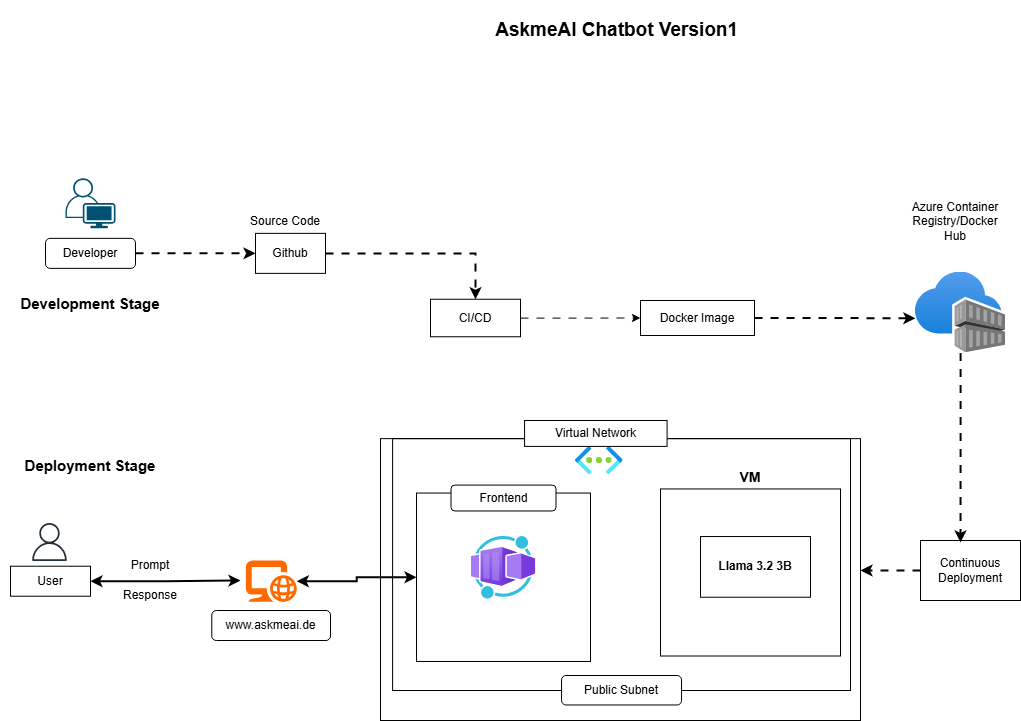 AskmeAI Chatbot Version1
Azure Container
Registry/Docker
Hub
Source Code
Developer
Github
Development Stage
CI/CD
Docker Image
Virtual Network
Deployment Stage
VM
Frontend
Prompt
User
Response
www.askmeai.de
Llama 3.2 3B
Continuous
Deployment
Public Subnet